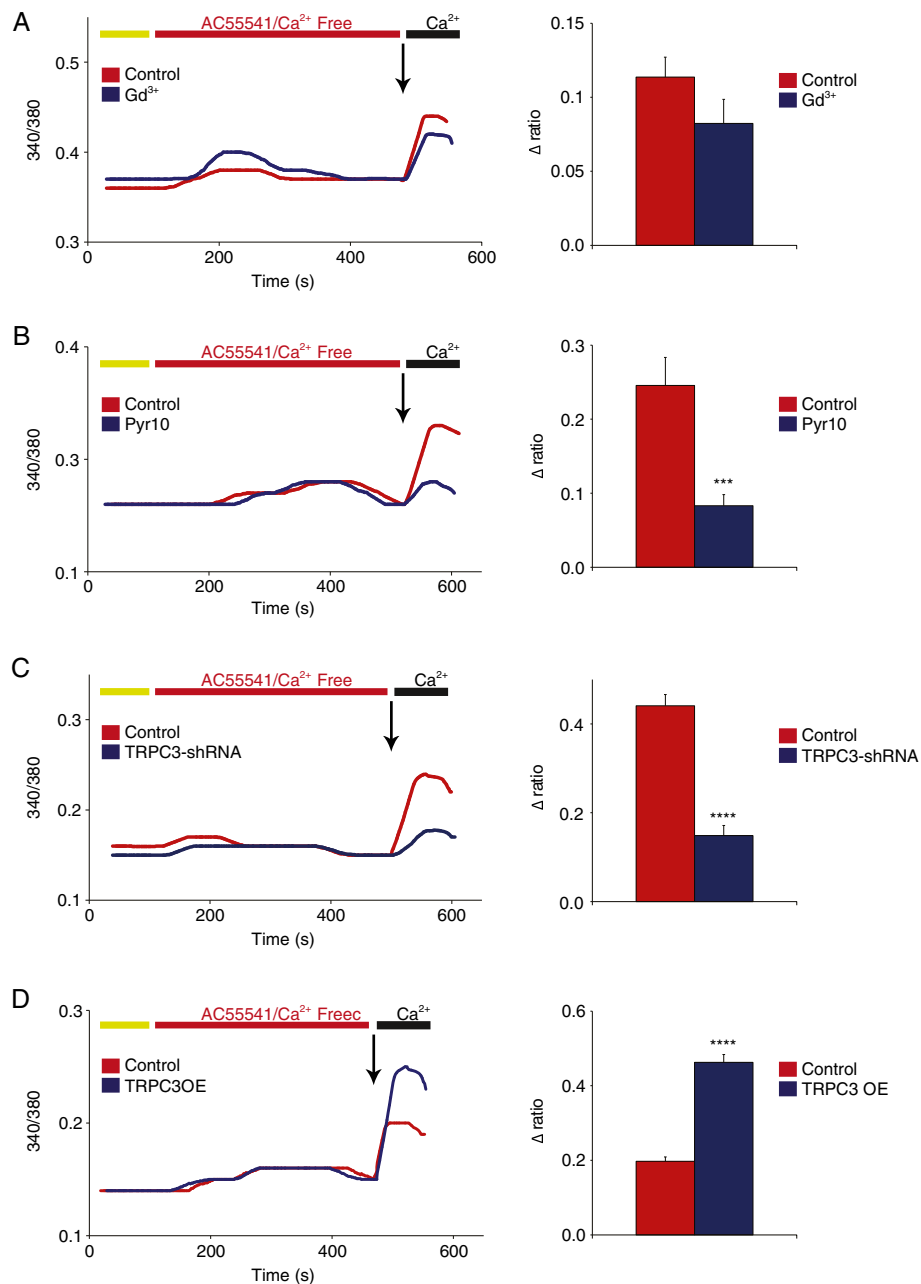 A
AC55541/Ca²⁺ Free
Ca²⁺
0.5
0.4
0.3
340/380
Control
Gd³⁺
0
200
400
600
Time (s)
0.15
0.1
0.05
0.0
Δ ratio
Control
Gd³⁺
B
AC55541/Ca²⁺ Free
Ca²⁺
0.4
0.3
0.1
340/380
Control
Pyr10
0
200
400
600
Time (s)
0.3
0.2
0.1
0.0
Δ ratio
***
Control
Pyr10
C
AC55541/Ca²⁺ Free
Ca²⁺
0.3
0.2
0.1
340/380
Control
TRPC3-shRNA
0
200
400
600
Time (s)
0.4
0.2
0.0
Δ ratio
****
Control
TRPC3-shRNA
D
AC55541/Ca²⁺ Freec
Ca²⁺
0.3
0.2
0.1
340/380
Control
TRPC3OE
0
200
400
600
Time (s)
0.6
0.4
0.2
0.0
Δ ratio
****
Control
TRPC3 OE